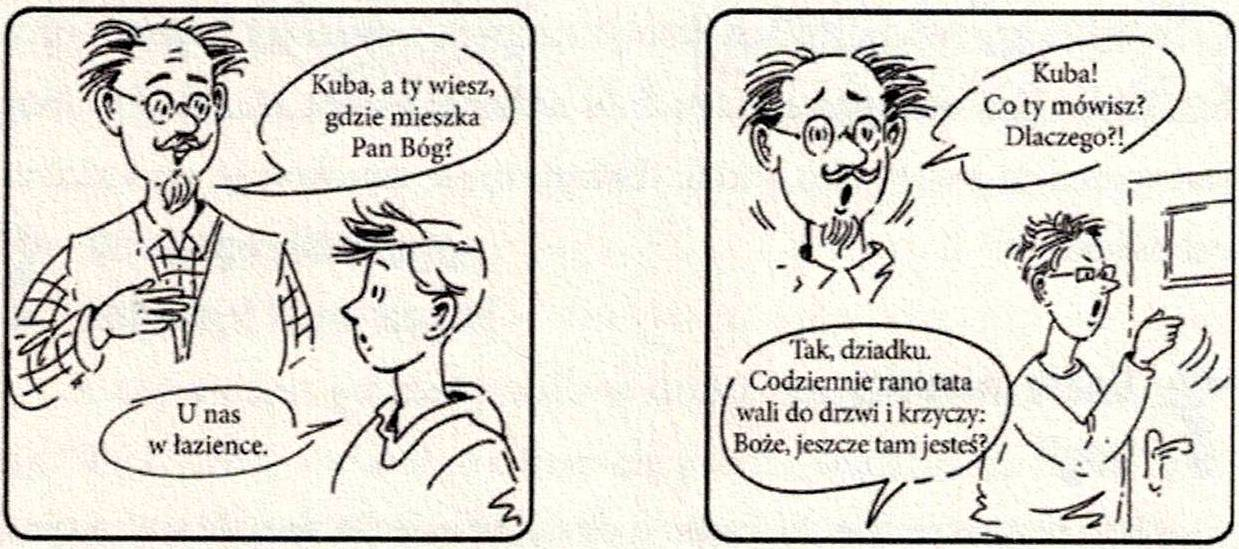 Kuba, a ty wiesz,
gdzie mieszka
Pan Bóg?
U nas
w łazience.
Kuba!
Co ty mówisz?
Dlaczego?!
Tak, dziadku.
Codziennie rano tata
wali do drzwi i krzyczy:
Boże, jeszcze tam jesteś?